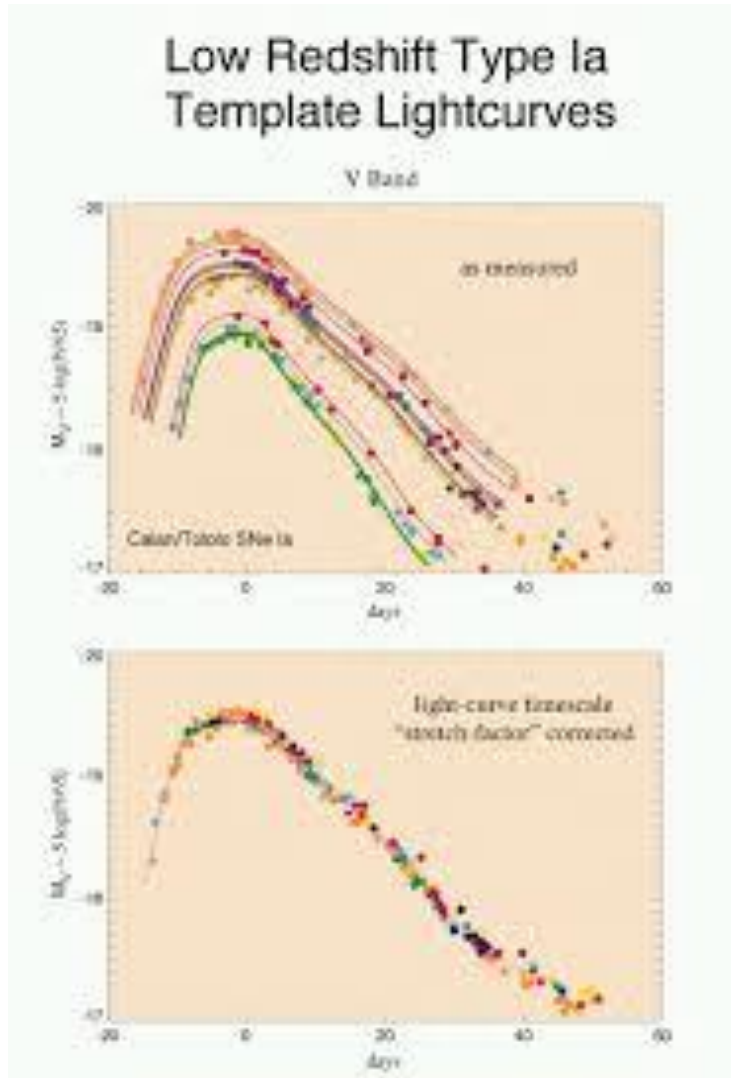 Low Redshift Type Ia
Template Lightcurves
V Band
as measured
Calan/Tololo SNe Ia
-20
-19
-18
-17
-20
0
20
40
60
days
light-curve timescale
"stretch factor" corrected
-20
-19
-18
-17
-20
0
20
40
60
days